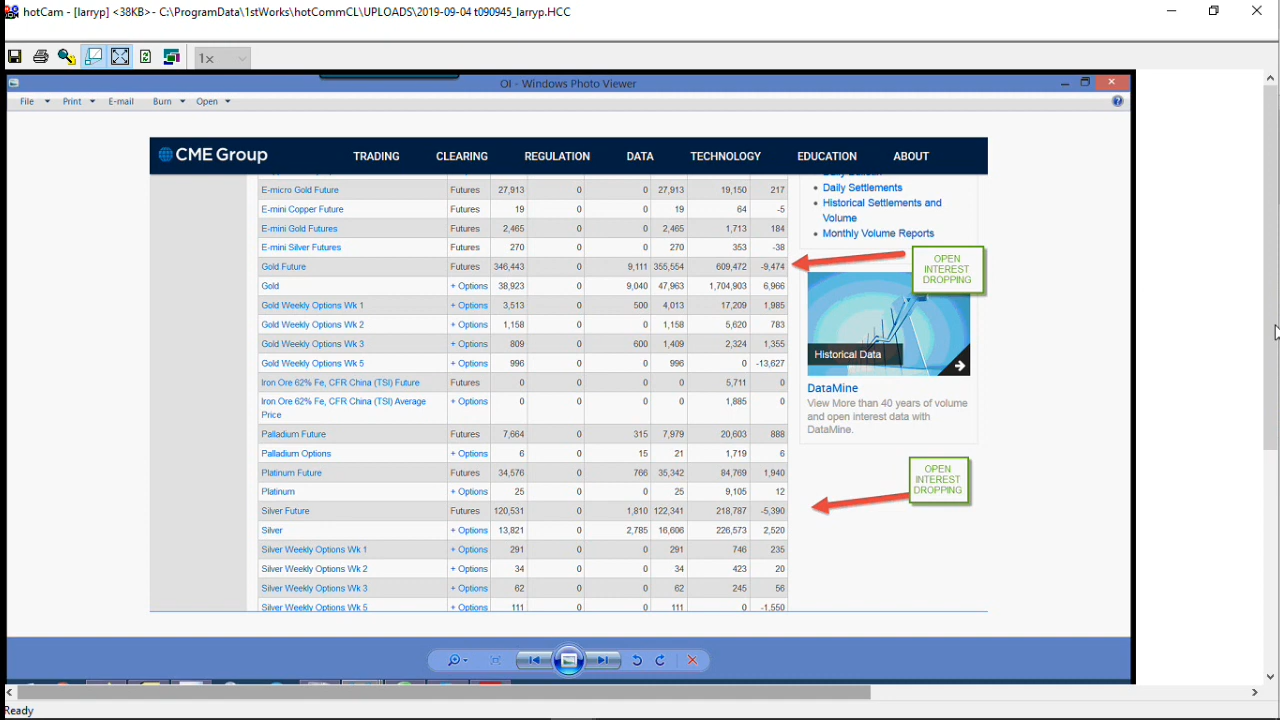 hotCam - [larryp] <38KB>- C:\ProgramData\1stWorks\hotCommCL\UPLOADS\2019-09-04 t090945_larryp.HCC
1x
OI - Windows Photo Viewer
File Print E-mail Burn Open
CME Group TRADING CLEARING REGULATION DATA TECHNOLOGY EDUCATION ABOUT
E-micro Gold Future Futures 27,913 0 0 27,913 19,150 217
E-mini Copper Future Futures 19 0 0 19 64 -5
E-mini Gold Futures Futures 2,465 0 0 2,465 1,713 184
E-mini Silver Futures Futures 270 0 0 270 353 -38
Gold Future Futures 346,443 0 9,111 355,554 609,472 -9,474
Gold + Options 38,923 0 9,040 47,963 1,704,903 6,966
Gold Weekly Options Wk 1 + Options 3,513 0 500 4,013 17,209 1,985
Gold Weekly Options Wk 2 + Options 1,158 0 0 1,158 5,620 783
Gold Weekly Options Wk 3 + Options 809 0 600 1,409 2,324 1,355
Gold Weekly Options Wk 5 + Options 996 0 0 996 0 -13,627
Iron Ore 62% Fe, CFR China (TSI) Future Futures 0 0 0 0 5,711 0
Iron Ore 62% Fe, CFR China (TSI) Average + Options 0 0 0 0 1,885 0
Price
Palladium Future Futures 7,664 0 315 7,979 20,603 888
Palladium Options + Options 6 0 15 21 1,719 6
Platinum Future Futures 34,576 0 766 35,342 84,769 1,940
Platinum + Options 25 0 0 25 9,105 12
Silver Future Futures 120,531 0 1,810 122,341 218,787 -5,390
Silver + Options 13,821 0 2,785 16,606 226,573 2,520
Silver Weekly Options Wk 1 + Options 291 0 0 291 746 235
Silver Weekly Options Wk 2 + Options 34 0 0 34 423 20
Silver Weekly Options Wk 3 + Options 62 0 0 62 245 56
Silver Weekly Options Wk 5 + Options 111 0 0 111 0 -1,550
Daily Settlements
Historical Settlements and
Volume
Monthly Volume Reports
OPEN
INTEREST
DROPPING
Historical Data
DataMine
View More than 40 years of volume
and open interest data with
DataMine.
OPEN
INTEREST
DROPPING
Ready